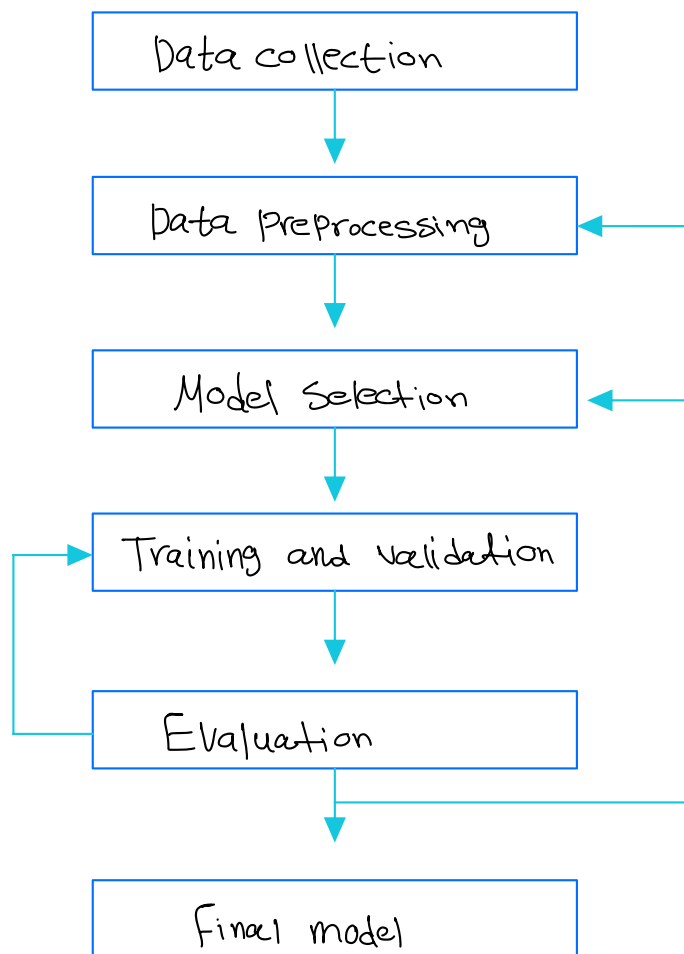 Data collection
Data Preprocessing
Model Selection
Training and validation
Evaluation
Final model